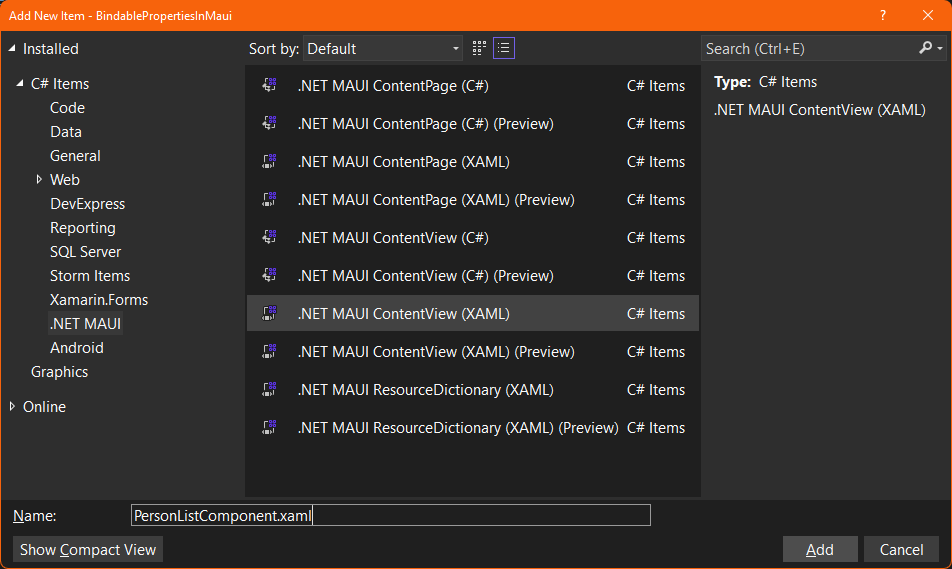 Add New Item - BindablePropertiesInMaui ?
Installed
Sort by: Default
Search (Ctrl+E)
C# Items
Code
Data
General
Web
DevExpress
Reporting
SQL Server
Storm Items
Xamarin.Forms
.NET MAUI
Android
Graphics
Online
.NET MAUI ContentPage (C#) C# Items
.NET MAUI ContentPage (C#) (Preview) C# Items
.NET MAUI ContentPage (XAML) C# Items
.NET MAUI ContentPage (XAML) (Preview) C# Items
.NET MAUI ContentView (C#) C# Items
.NET MAUI ContentView (C#) (Preview) C# Items
.NET MAUI ContentView (XAML) C# Items
.NET MAUI ContentView (XAML) (Preview) C# Items
.NET MAUI ResourceDictionary (XAML) C# Items
.NET MAUI ResourceDictionary (XAML) (Preview) C# Items
Type: C# Items
.NET MAUI ContentView (XAML)
Name: PersonListComponent.xaml
Show Compact View
Add
Cancel